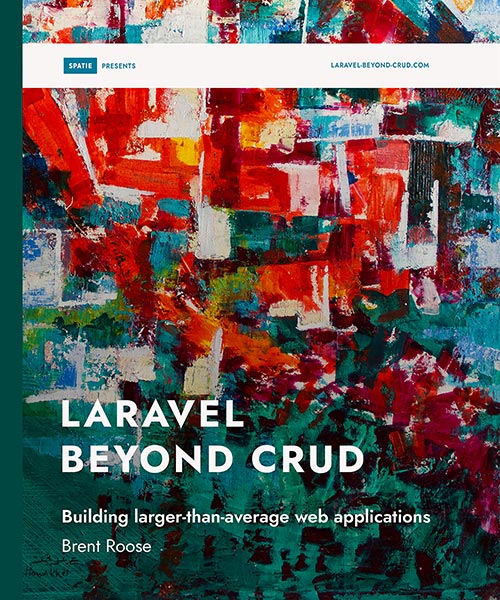 SPATIE PRESENTS
LARAVEL-BEYOND-CRUD.COM
LARAVEL
BEYOND CRUD
Building larger-than-average web applications
Brent Roose